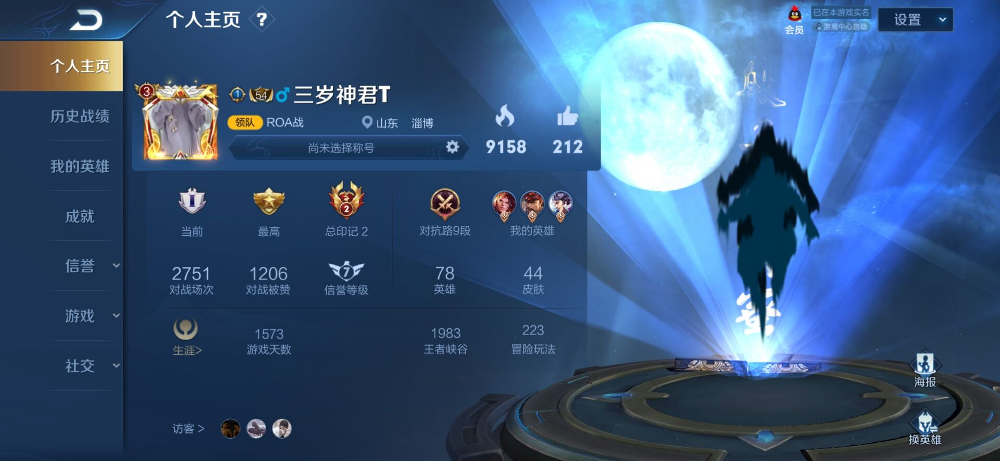 个人主页 ?
会员
已在本游戏实名
游戏中心启动
设置
个人主页
历史战绩
我的英雄
成就
信誉
游戏
社交
3
1 54 三岁神君T
领队 ROA战 山东 淄博
尚未选择称号
9158 212
当前 最高 总印记 2 对抗路9段 我的英雄
2751 1206 7 78 44
对战场次 对战被赞 信誉等级 英雄 皮肤
1573 1983 223
生涯> 游戏天数 王者峡谷 冒险玩法
访客 >
海报
换英雄